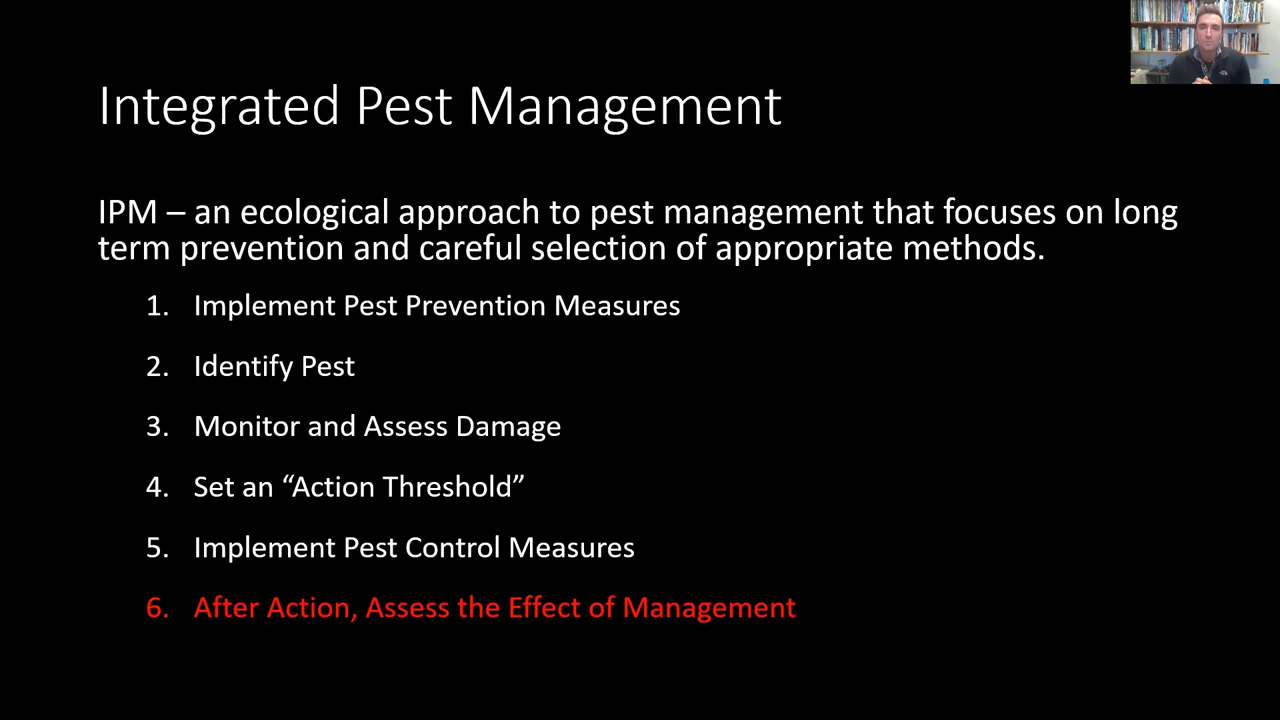 Integrated Pest Management
IPM – an ecological approach to pest management that focuses on long
term prevention and careful selection of appropriate methods.
1. Implement Pest Prevention Measures
2. Identify Pest
3. Monitor and Assess Damage
4. Set an “Action Threshold”
5. Implement Pest Control Measures
6. After Action, Assess the Effect of Management